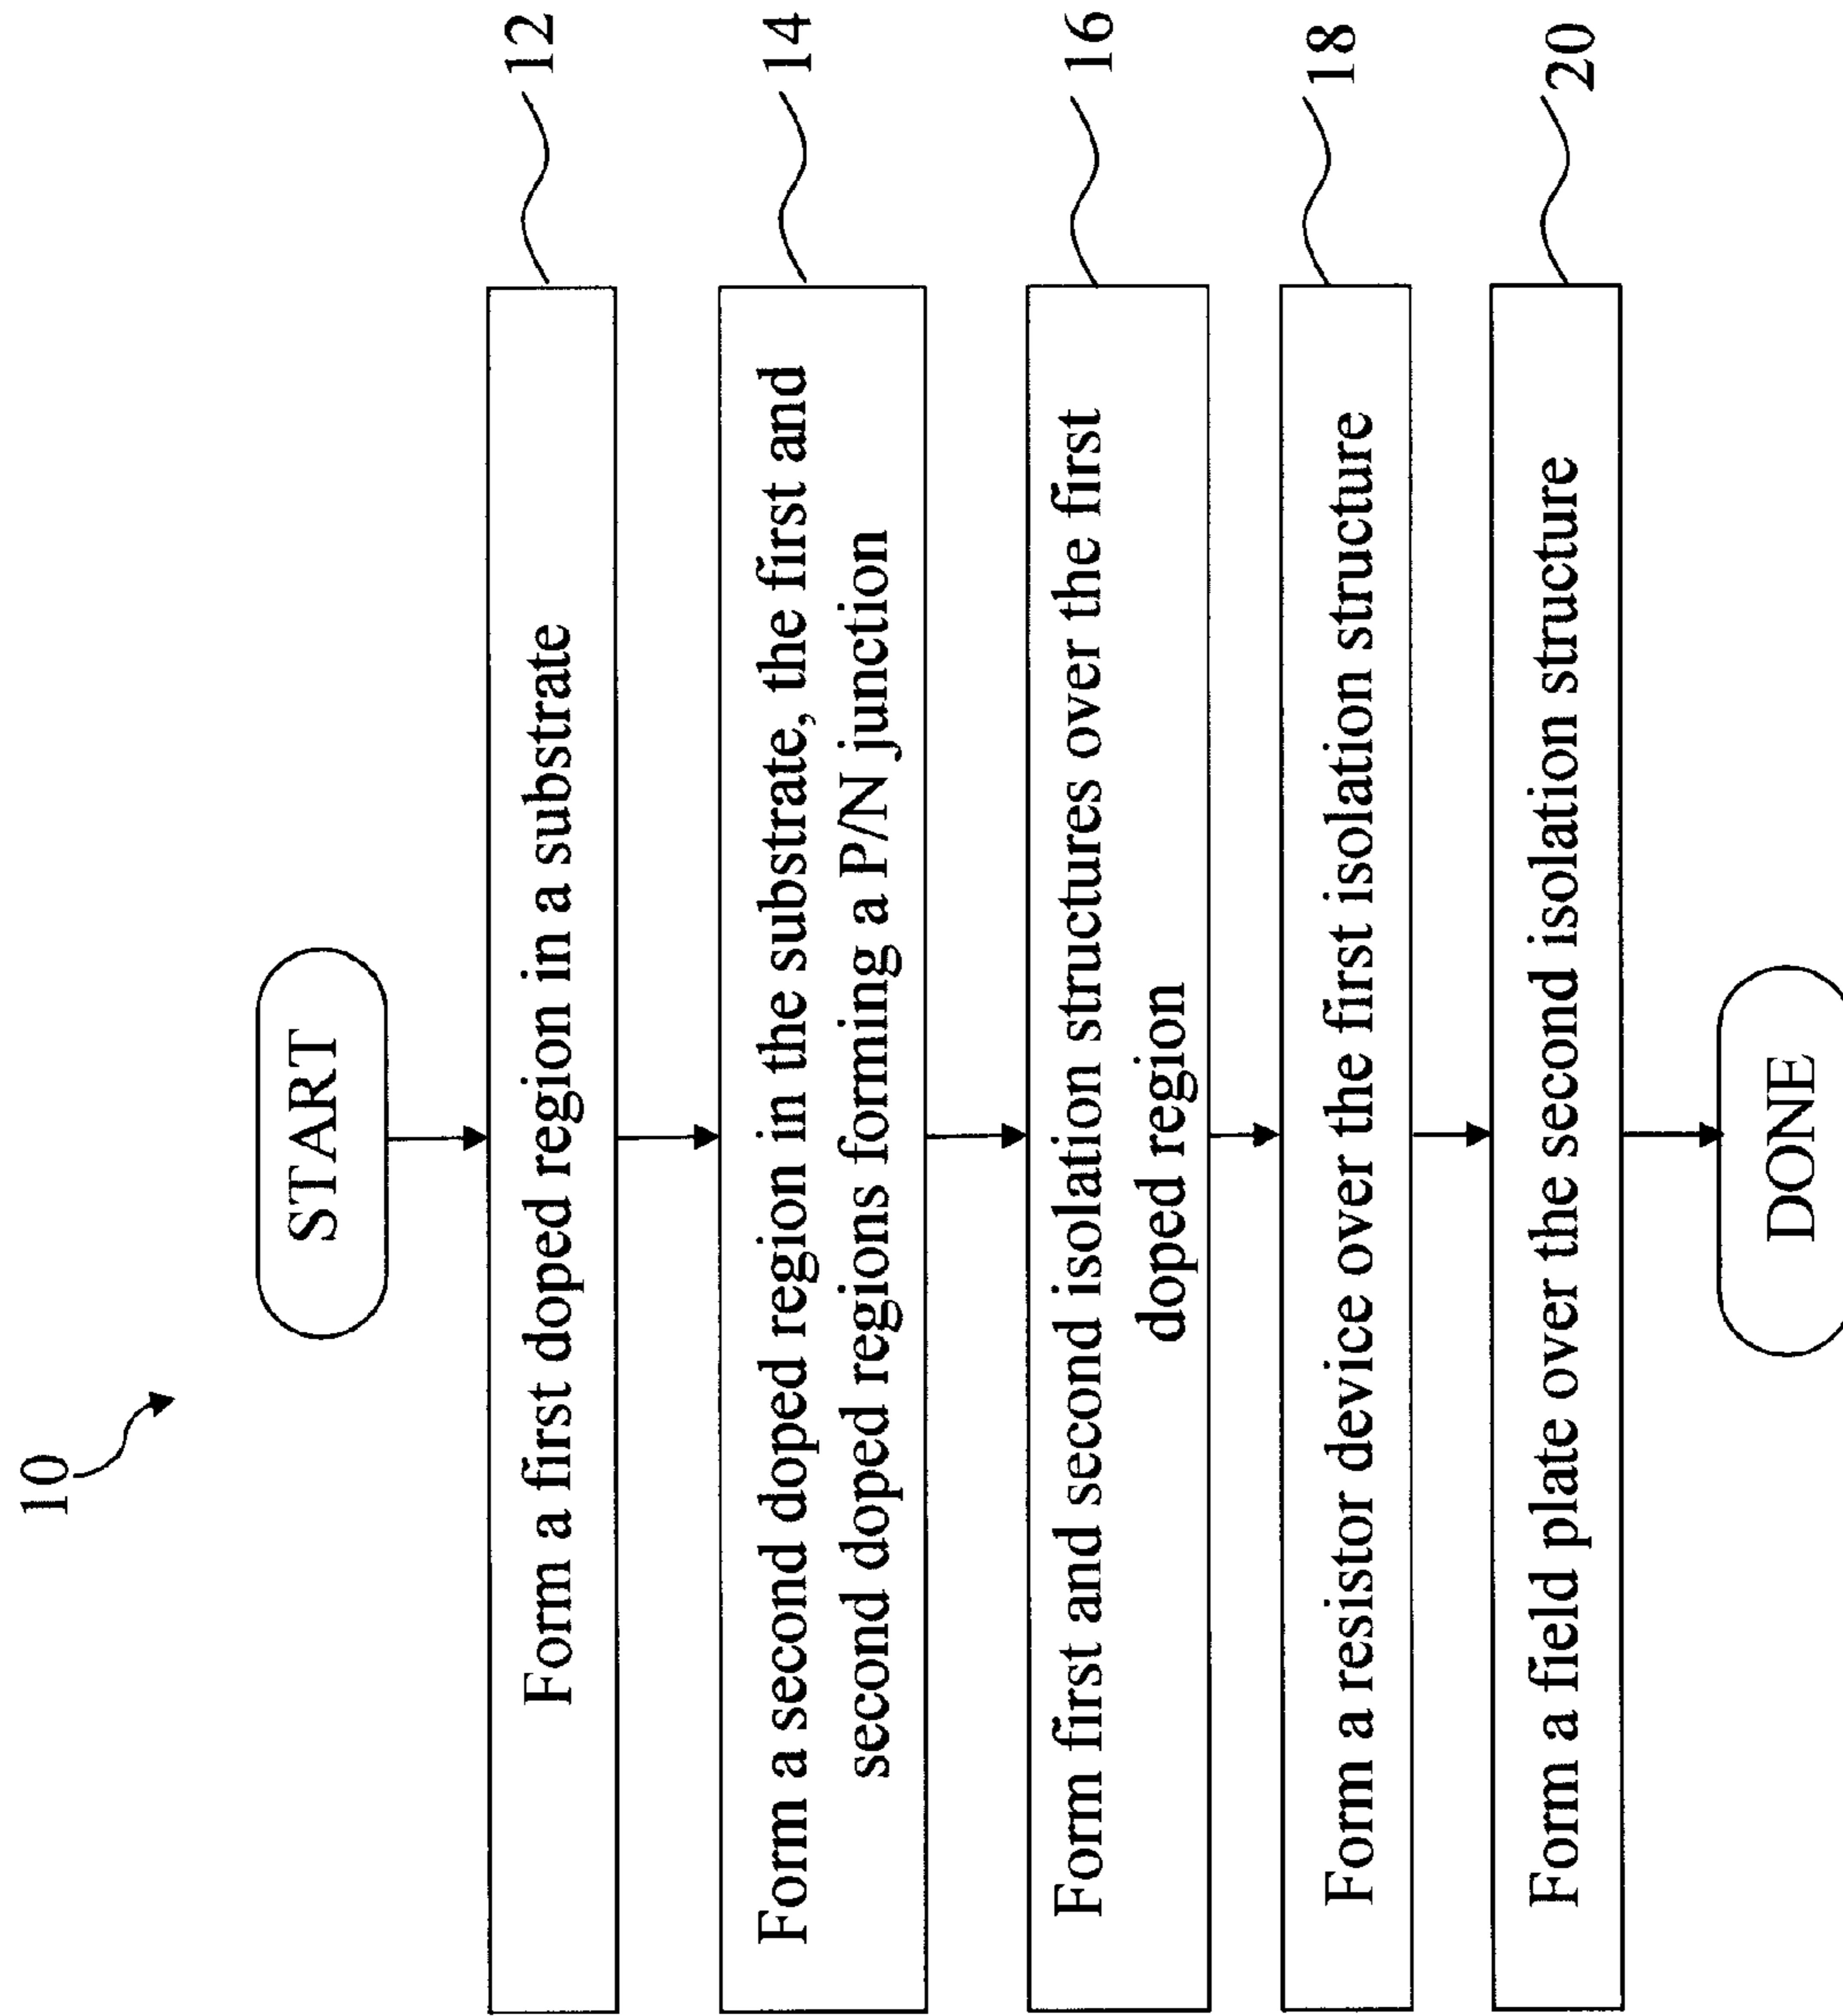 10
START
Form a first doped region in a substrate
12
Form a second doped region in the substrate, the first and
second doped regions forming a P/N junction
14
Form first and second isolation structures over the first
doped region
16
Form a resistor device over the first isolation structure
18
Form a field plate over the second isolation structure
20
DONE